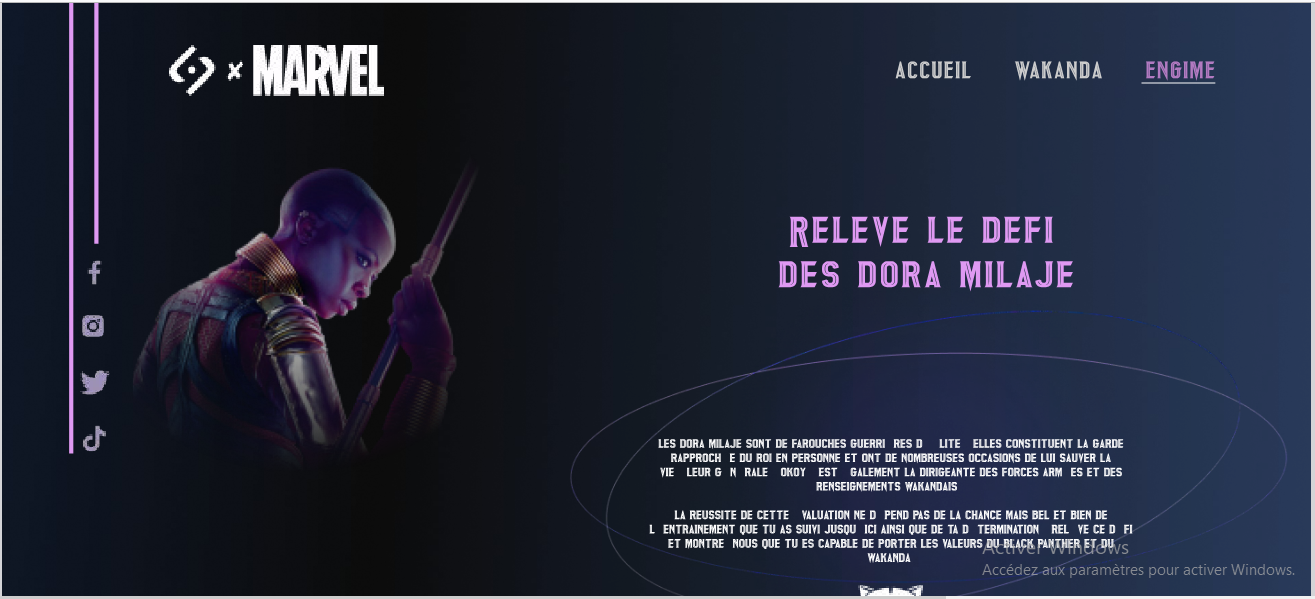 x MARVEL
ACCUEIL WAKANDA ENGIME
RELEVE LE DEFI
DES DORA MILAJE
LES DORA MILAJE SONT DE FAROUCHES GUERRI RES D LITE ELLES CONSTITUENT LA GARDE
RAPPROCH E DU ROI EN PERSONNE ET ONT DE NOMBREUSES OCCASIONS DE LUI SAUVER LA
VIE LEUR G N RALE OKOY EST GALEMENT LA DIRIGEANTE DES FORCES ARM ES ET DES
RENSEIGNEMENTS WAKANDAIS
LA REUSSITE DE CETTE VALUATION NE D PEND PAS DE LA CHANCE MAIS BEL ET BIEN DE
L ENTRAINEMENT QUE TU AS SUIVI JUSQU ICI AINSI QUE DE TA D TERMINATION REL VE CE D FI
ET MONTRE NOUS QUE TU ES CAPABLE DE PORTER LES VALEURS DU BLACK PANTHER ET DU
WAKANDA
Activer Windows
Accédez aux paramètres pour activer Windows.